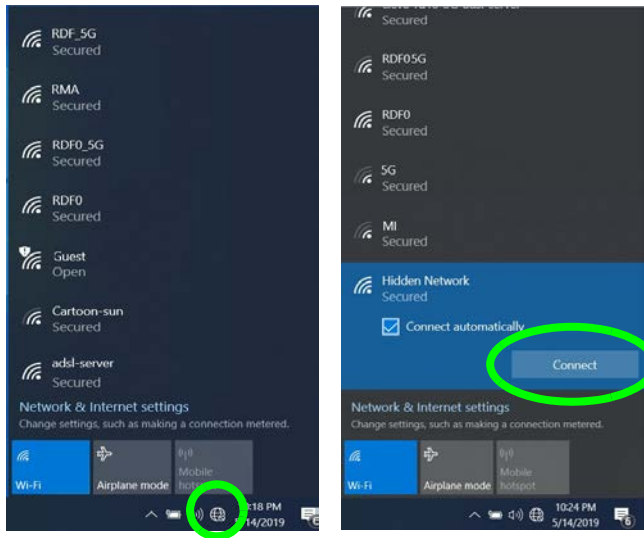 RDF_5G
Secured
RMA
Secured
RDF0_5G
Secured
RDF0
Secured
Guest
Open
Cartoon-sun
Secured
adsl-server
Secured
Network & Internet settings
Change settings, such as making a connection metered.
Wi-Fi
Airplane mode
Mobile
hotspot
:18 PM
5/14/2019
6
Secured
RDF05G
Secured
RDF0
Secured
5G
Secured
MI
Secured
Hidden Network
Secured
Connect automatically
Connect
Network & Internet settings
Change settings, such as making a connection metered.
Wi-Fi
Airplane mode
Mobile
hotspot
10:24 PM
5/14/2019
6